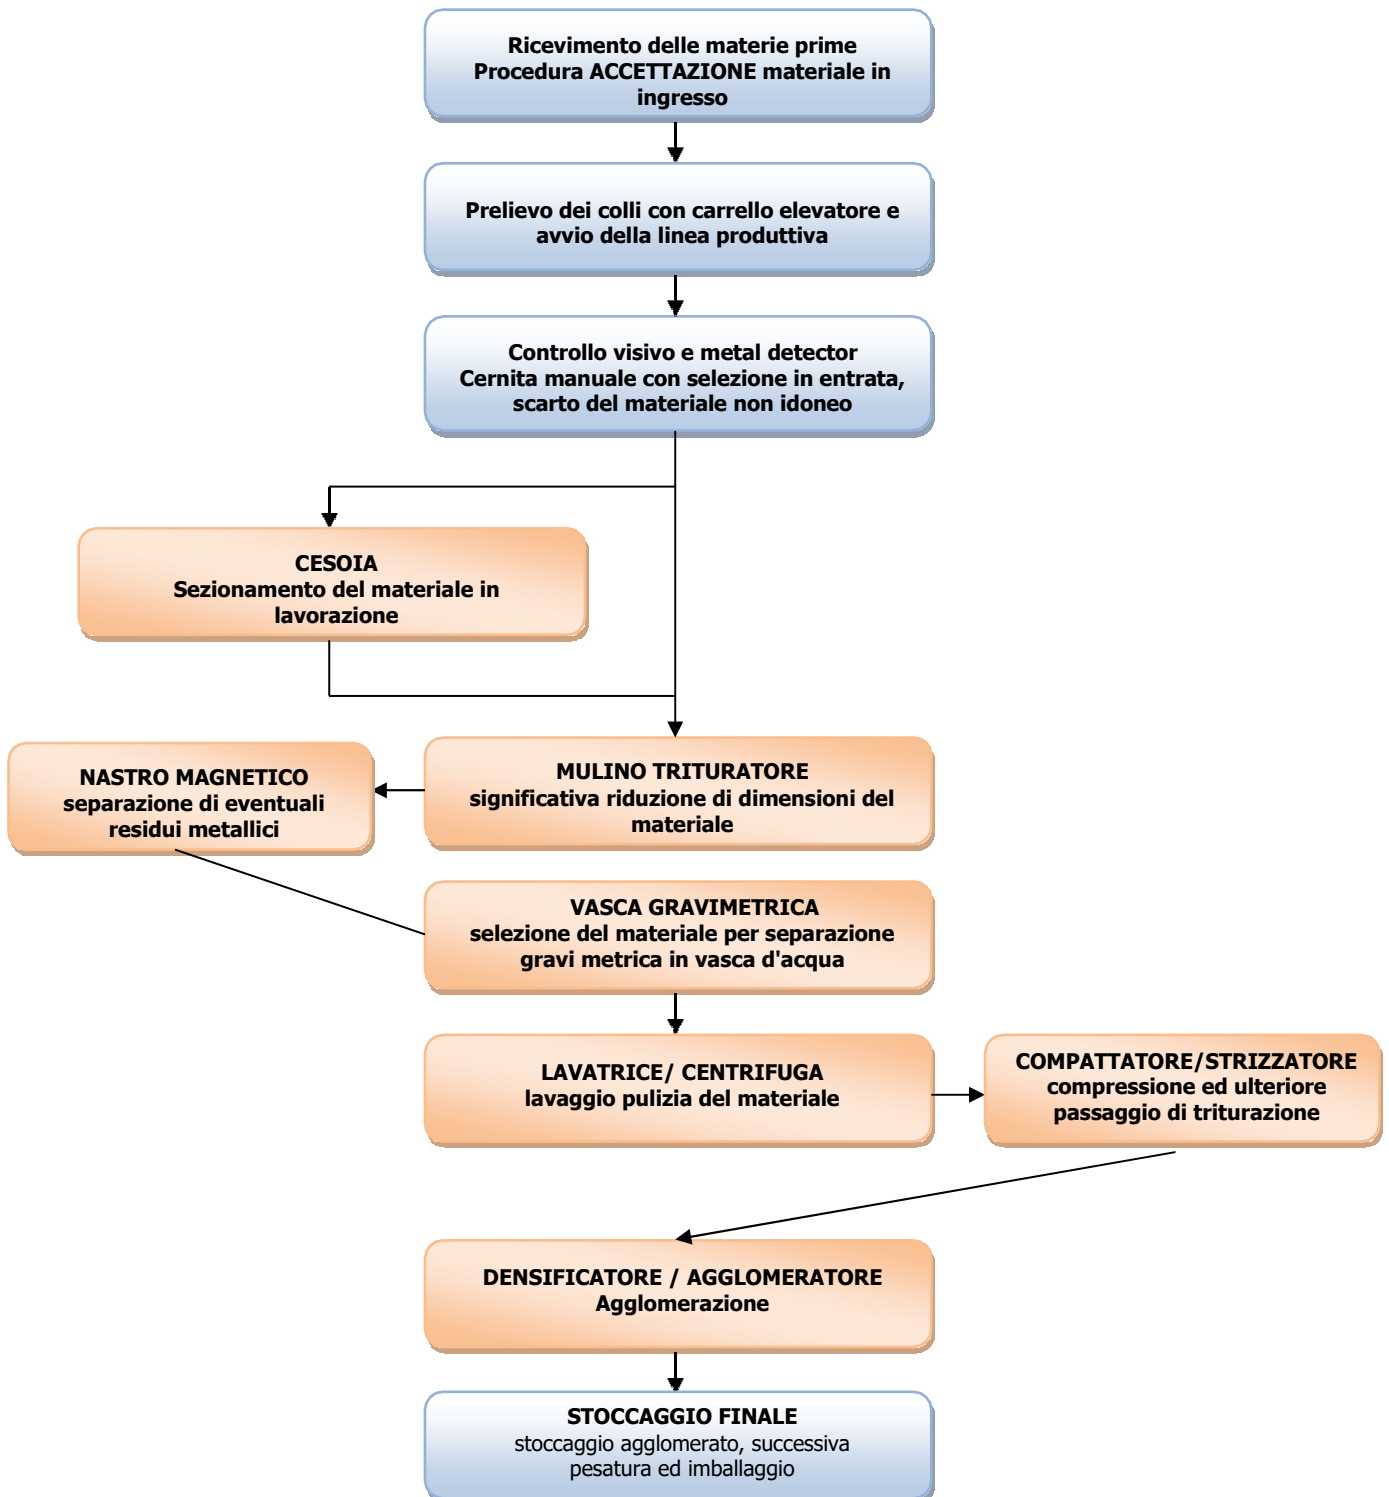 Ricevimento delle materie prime
Procedura ACCETTAZIONE materiale in
ingresso
Prelievo dei colli con carrello elevatore e
avvio della linea produttiva
Controllo visivo e metal detector
Cernita manuale con selezione in entrata,
scarto del materiale non idoneo
CESOIA
Sezionamento del materiale in
lavorazione
NASTRO MAGNETICO
separazione di eventuali
residui metallici
MULINO TRITURATORE
significativa riduzione di dimensioni del
materiale
VASCA GRAVIMETRICA
selezione del materiale per separazione
gravi metrica in vasca d'acqua
LAVATRICE/ CENTRIFUGA
lavaggio pulizia del materiale
COMPATTATORE/STRIZZATORE
compressione ed ulteriore
passaggio di triturazione
DENSIFICATORE / AGGLOMERATORE
Agglomerazione
STOCCAGGIO FINALE
stoccaggio agglomerato, successiva
pesatura ed imballaggio